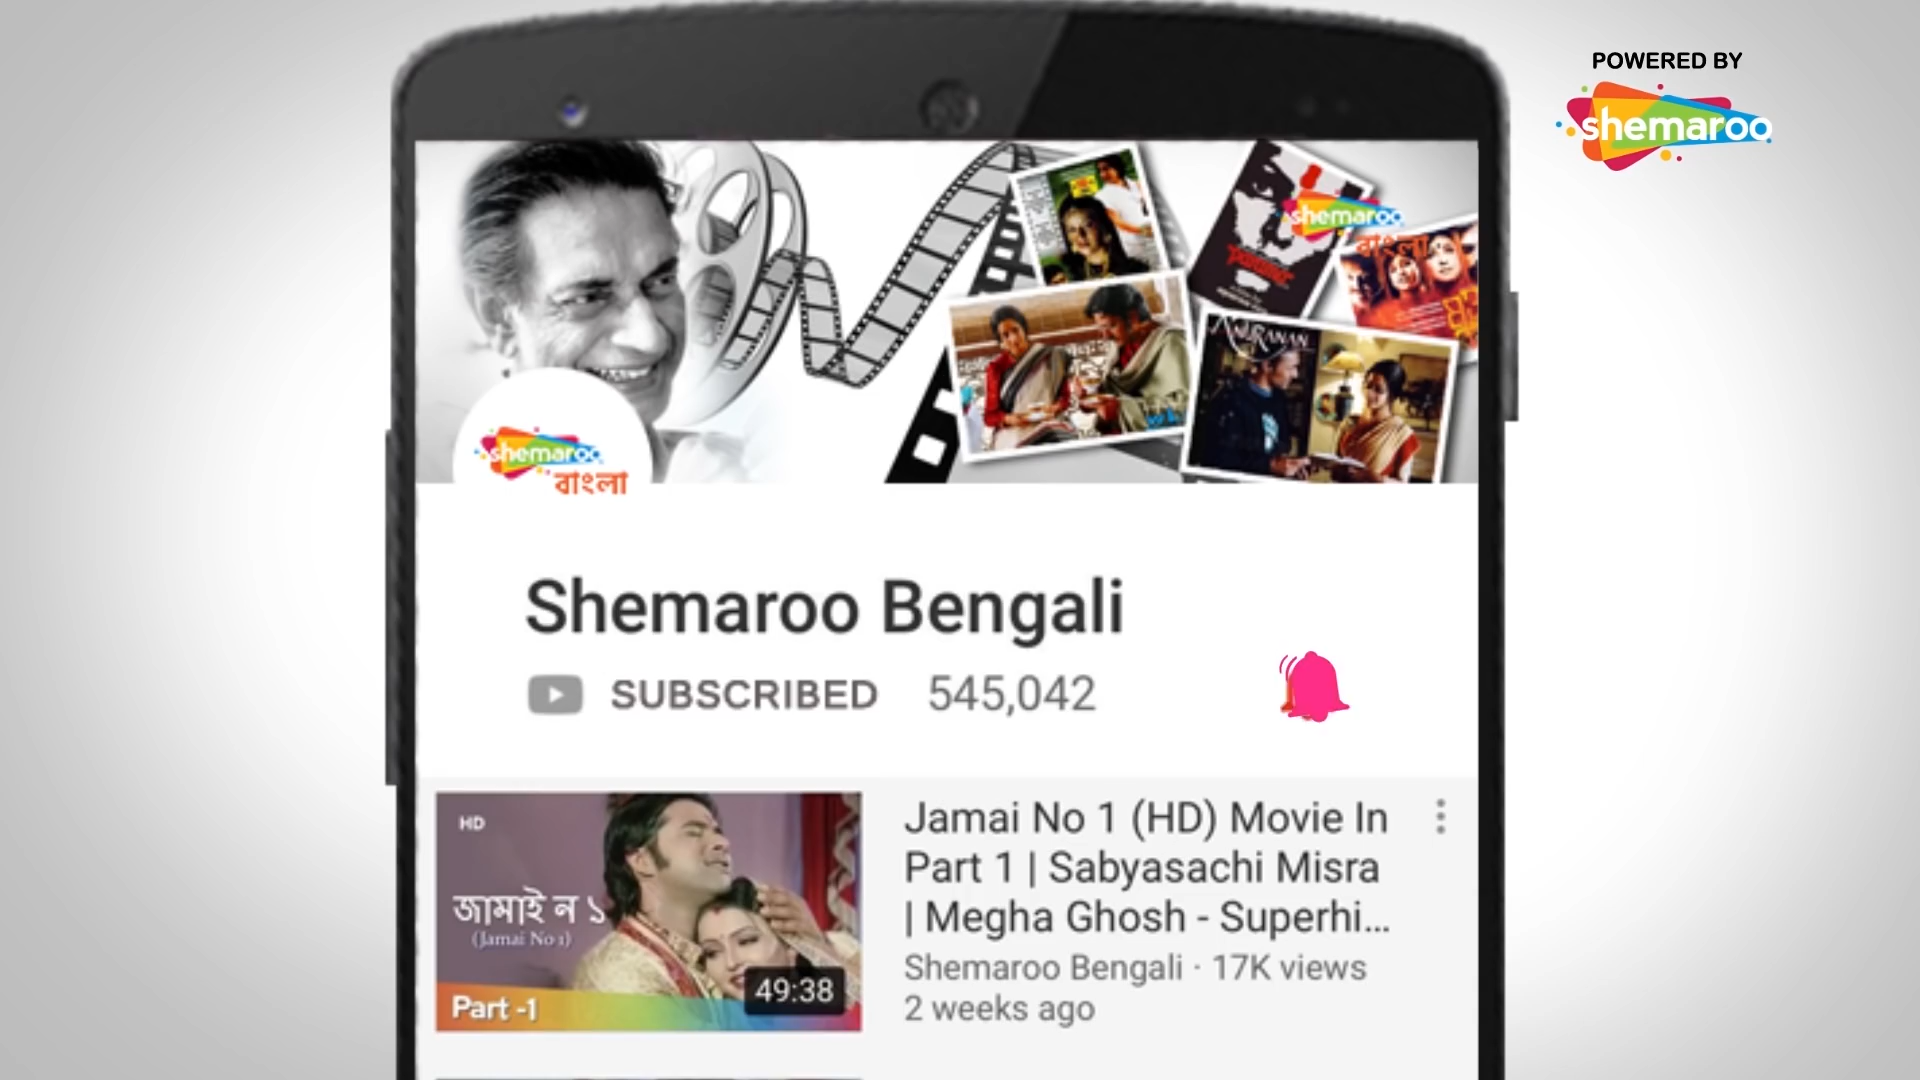 POWERED BY
shemaroo
shemaroo
বাংলা
ANURANAN
shemaroo
বাংলা
Shemaroo Bengali
SUBSCRIBED 545,042
HD
জামাই ন ১
(Jamai No 1)
Part -1
49:38
Jamai No 1 (HD) Movie In
Part 1 | Sabyasachi Misra
| Megha Ghosh - Superhi...
Shemaroo Bengali · 17K views
2 weeks ago